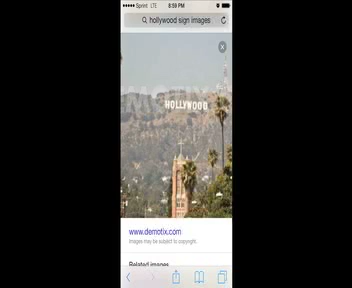 Sprint LTE 8:59 PM
hollywood sign images
HOLLYWOOD
www.demotix.com
Images may be subject to copyright.
Related images